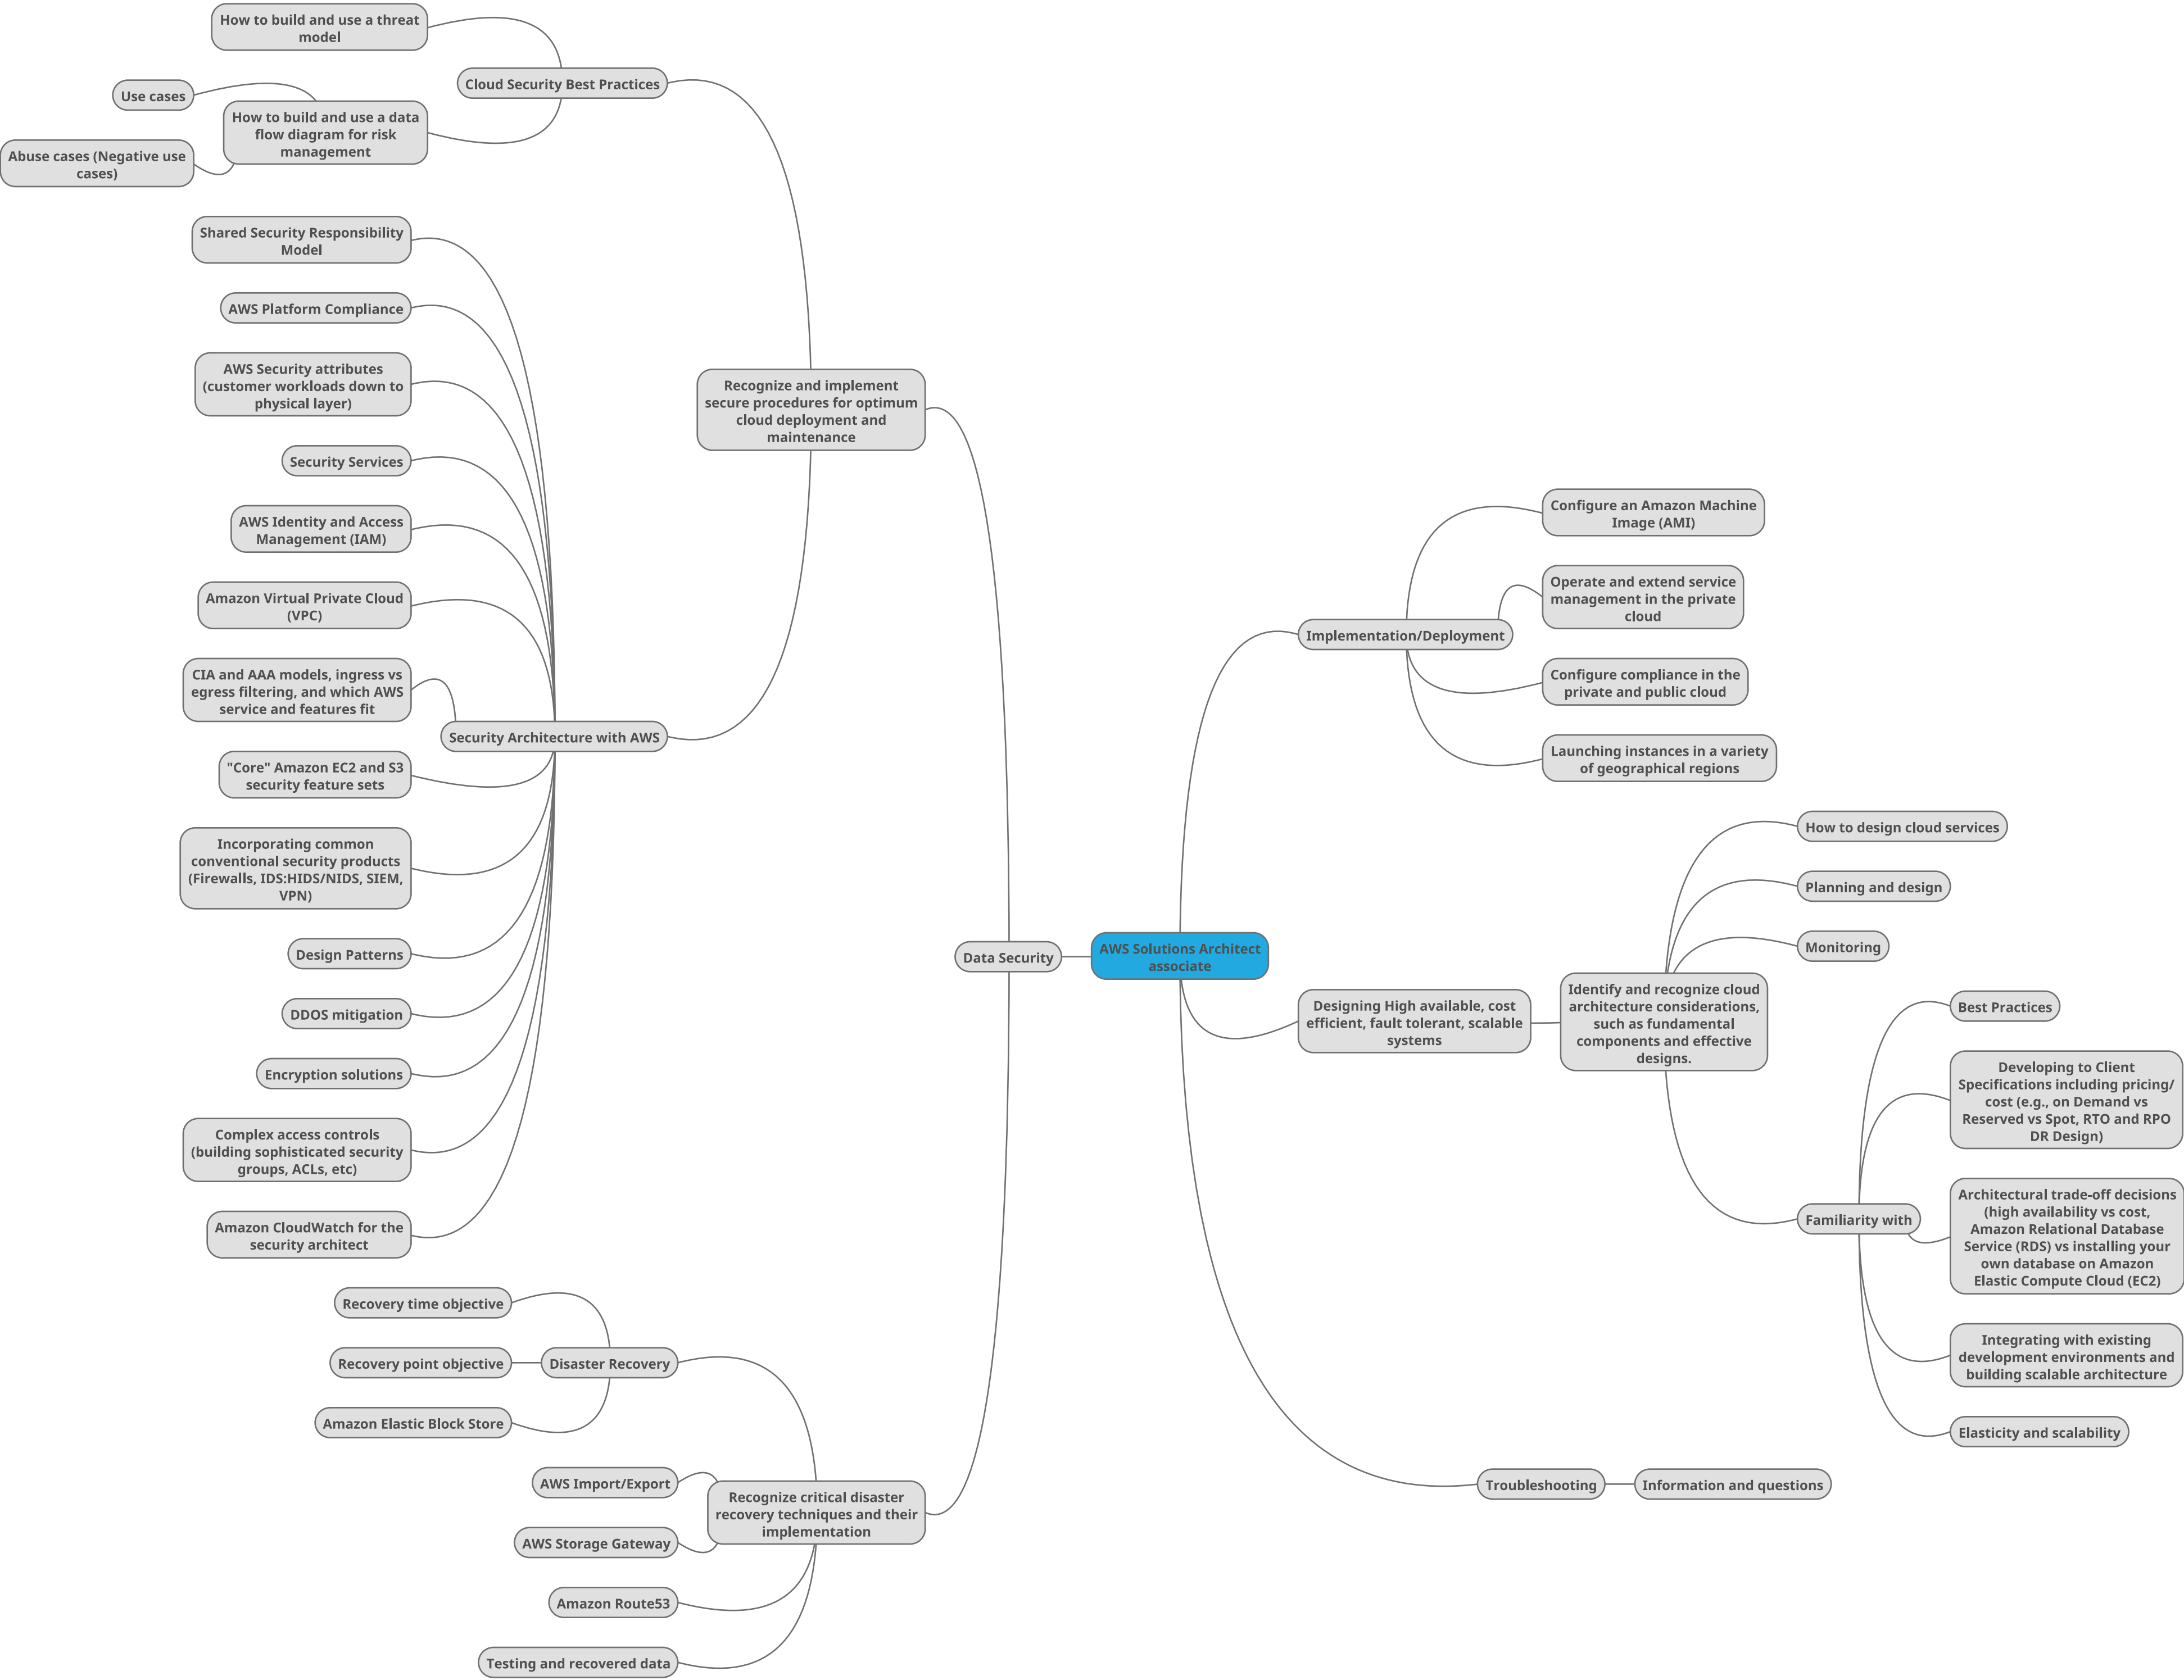 How to build and use a threat
model
Cloud Security Best Practices
Use cases
How to build and use a data
flow diagram for risk
management
Abuse cases (Negative use
cases)
Shared Security Responsibility
Model
AWS Platform Compliance
AWS Security attributes
(customer workloads down to
physical layer)
Security Services
AWS Identity and Access
Management (IAM)
Amazon Virtual Private Cloud
(VPC)
CIA and AAA models, ingress vs
egress filtering, and which AWS
service and features fit
Security Architecture with AWS
"Core" Amazon EC2 and S3
security feature sets
Incorporating common
conventional security products
(Firewalls, IDS:HIDS/NIDS, SIEM,
VPN)
Design Patterns
DDOS mitigation
Encryption solutions
Complex access controls
(building sophisticated security
groups, ACLs, etc)
Amazon CloudWatch for the
security architect
Recognize and implement
secure procedures for optimum
cloud deployment and
maintenance
Recovery time objective
Recovery point objective
Disaster Recovery
Amazon Elastic Block Store
AWS Import/Export
Recognize critical disaster
recovery techniques and their
implementation
AWS Storage Gateway
Amazon Route53
Testing and recovered data
Data Security
AWS Solutions Architect
associate
Configure an Amazon Machine
Image (AMI)
Operate and extend service
management in the private
cloud
Implementation/Deployment
Configure compliance in the
private and public cloud
Launching instances in a variety
of geographical regions
How to design cloud services
Planning and design
Monitoring
Designing High available, cost
efficient, fault tolerant, scalable
systems
Identify and recognize cloud
architecture considerations,
such as fundamental
components and effective
designs.
Best Practices
Developing to Client
Specifications including pricing/
cost (e.g., on Demand vs
Reserved vs Spot, RTO and RPO
DR Design)
Architectural trade-off decisions
(high availability vs cost,
Amazon Relational Database
Service (RDS) vs installing your
own database on Amazon
Elastic Compute Cloud (EC2)
Familiarity with
Integrating with existing
development environments and
building scalable architecture
Elasticity and scalability
Troubleshooting
Information and questions